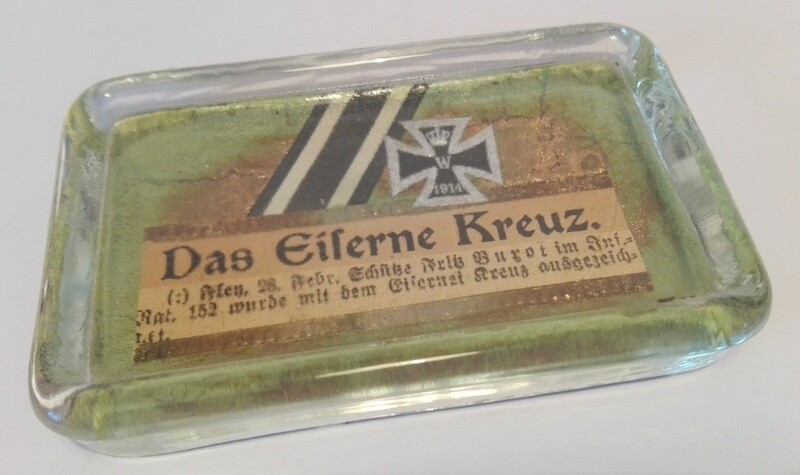 W
1914
Das Eiſerne Kreuz.
(:) Fley, 28. Febr. Schütze Fritz Burot im Inf.=
Rgt. 152 wurde mit dem Eiſernen Kreuz ausgezeich=